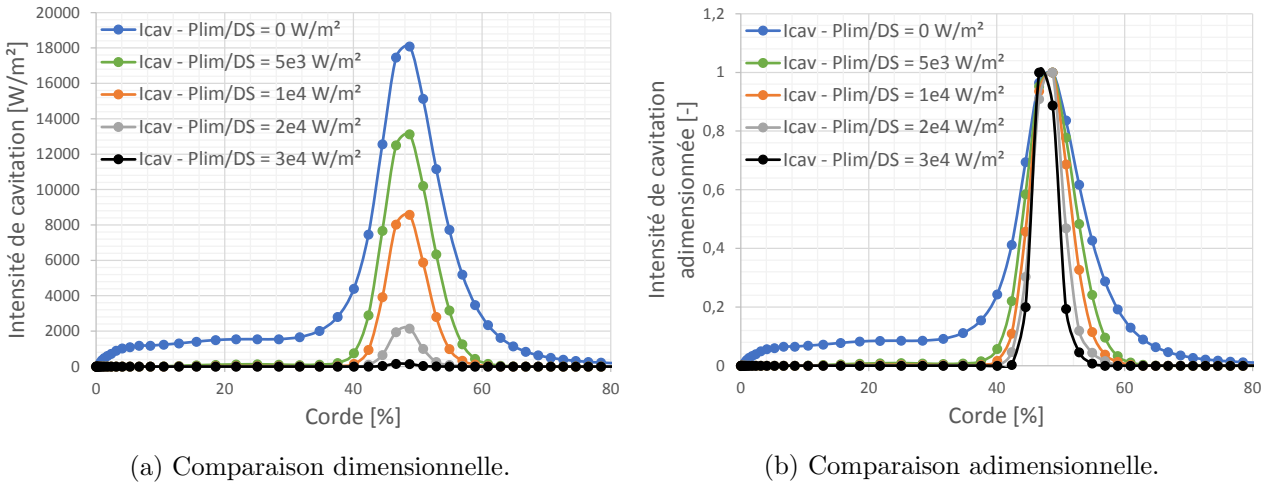 Intensité de cavitation [W/m²]
20000
18000
16000
14000
12000
10000
8000
6000
4000
2000
0
Icav - Plim/DS = 0 W/m²
Icav - Plim/DS = 5e3 W/m²
Icav - Plim/DS = 1e4 W/m²
Icav - Plim/DS = 2e4 W/m²
Icav - Plim/DS = 3e4 W/m²
0 20 40 60 80
Corde [%]
(a) Comparaison dimensionnelle.
Intensité de cavitation
adimensionnée [-]
1,2
1
0,8
0,6
0,4
0,2
0
Icav - Plim/DS = 0 W/m²
Icav - Plim/DS = 5e3 W/m²
Icav - Plim/DS = 1e4 W/m²
Icav - Plim/DS = 2e4 W/m²
Icav - Plim/DS = 3e4 W/m²
0 20 40 60 80
Corde [%]
(b) Comparaison adimensionnelle.